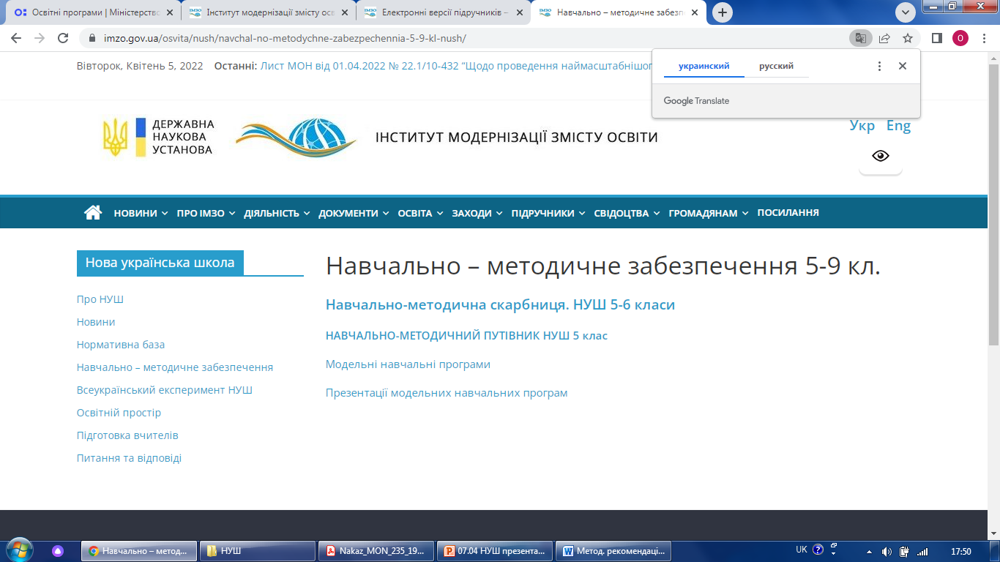 Освітні програми | Міністерство
Інститут модернізації змісту осв
Електронні версії підручників –
Навчально – методичне забезп
imzo.gov.ua/osvita/nush/navchal-no-metodychne-zabezpechennia-5-9-kl-nush/
О
Вівторок, Квітень 5, 2022 Останні: Лист МОН від 01.04.2022 № 22.1/10-432 “Щодо проведення наймасштабнішог
украинский русский
Google Translate
ДЕРЖАВНА
НАУКОВА
УСТАНОВА
ІМЗО
ІНСТИТУТ МОДЕРНІЗАЦІЇ ЗМІСТУ ОСВІТИ
Укр Eng
НОВИНИ ПРО ІМЗО ДІЯЛЬНІСТЬ ДОКУМЕНТИ ОСВІТА ЗАХОДИ ПІДРУЧНИКИ СВІДОЦТВА ГРОМАДЯНАМ ПОСИЛАННЯ
Нова українська школа
Про НУШ
Новини
Нормативна база
Навчально – методичне забезпечення
Всеукраїнський експеримент НУШ
Освітній простір
Підготовка вчителів
Питання та відповіді
Навчально – методичне забезпечення 5-9 кл.
Навчально-методична скарбниця. НУШ 5-6 класи
НАВЧАЛЬНО-МЕТОДИЧНИЙ ПУТІВНИК НУШ 5 клас
Модельні навчальні програми
Презентації модельних навчальних програм
Навчально – метод...
НУШ
Nakaz_MON_235_19...
07.04 НУШ презента...
Метод. рекомендаці...
UK
17:50